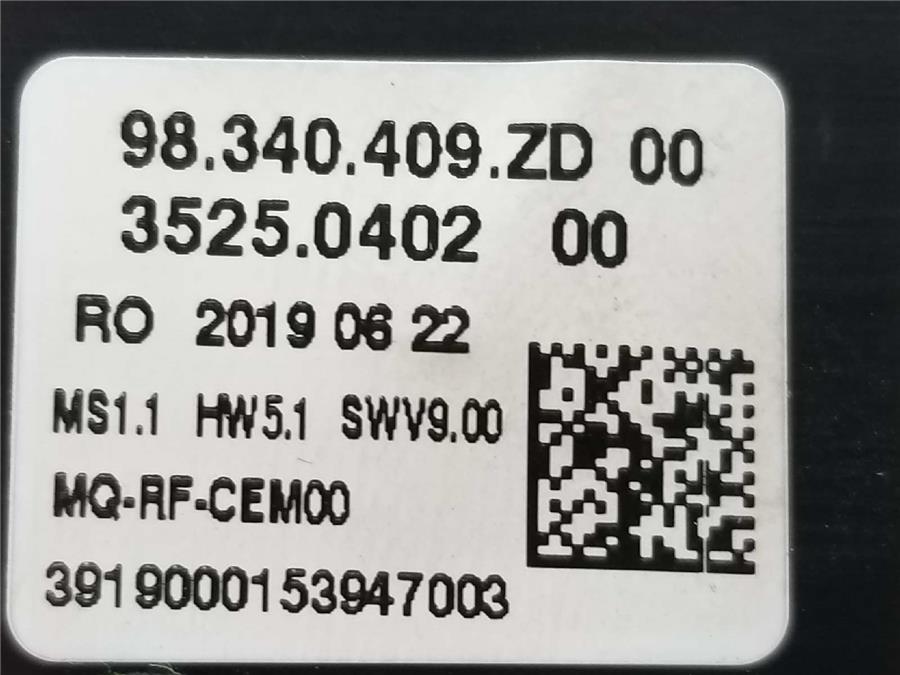 98.340.409.ZD 00
3525.0402 00
RO 2019 06 22
MS1.1 HW5.1 SWV9.00
MQ-RF-CEM00
3919000153947003